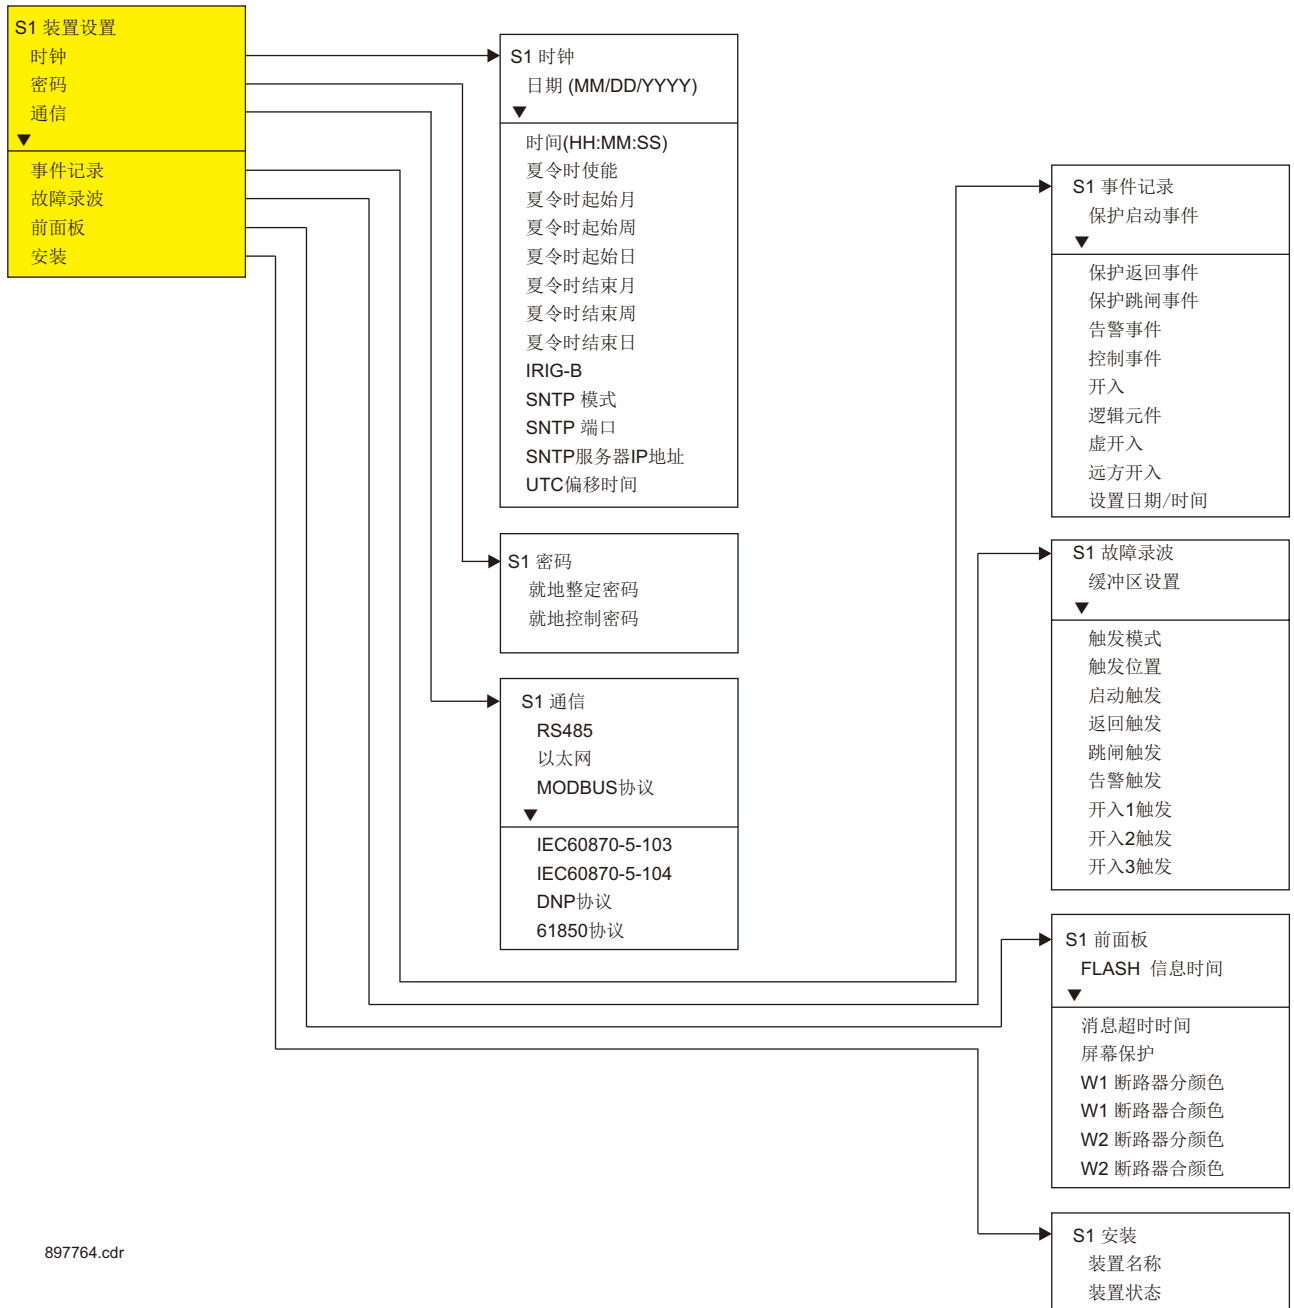 S1 装置设置
时钟
密码
通信
▼
事件记录
故障录波
前面板
安装
S1 时钟
日期 (MM/DD/YYYY)
▼
时间(HH:MM:SS)
夏令时使能
夏令时起始月
夏令时起始周
夏令时起始日
夏令时结束月
夏令时结束周
夏令时结束日
IRIG-B
SNTP 模式
SNTP 端口
SNTP服务器IP地址
UTC偏移时间
S1 密码
就地整定密码
就地控制密码
S1 通信
RS485
以太网
MODBUS协议
▼
IEC60870-5-103
IEC60870-5-104
DNP协议
61850协议
S1 事件记录
保护启动事件
▼
保护返回事件
保护跳闸事件
告警事件
控制事件
开入
逻辑元件
虚开入
远方开入
设置日期/时间
S1 故障录波
缓冲区设置
▼
触发模式
触发位置
启动触发
返回触发
跳闸触发
告警触发
开入1触发
开入2触发
开入3触发
S1 前面板
FLASH 信息时间
▼
消息超时时间
屏幕保护
W1 断路器分颜色
W1 断路器合颜色
W2 断路器分颜色
W2 断路器合颜色
S1 安装
装置名称
装置状态
897764.cdr